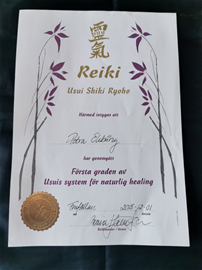 靈氣
Reiki
Usui Shiki Ryoho
Härmed intygas att
Petra
har genomgått
Första graden av
Usuis system för naturlig healing